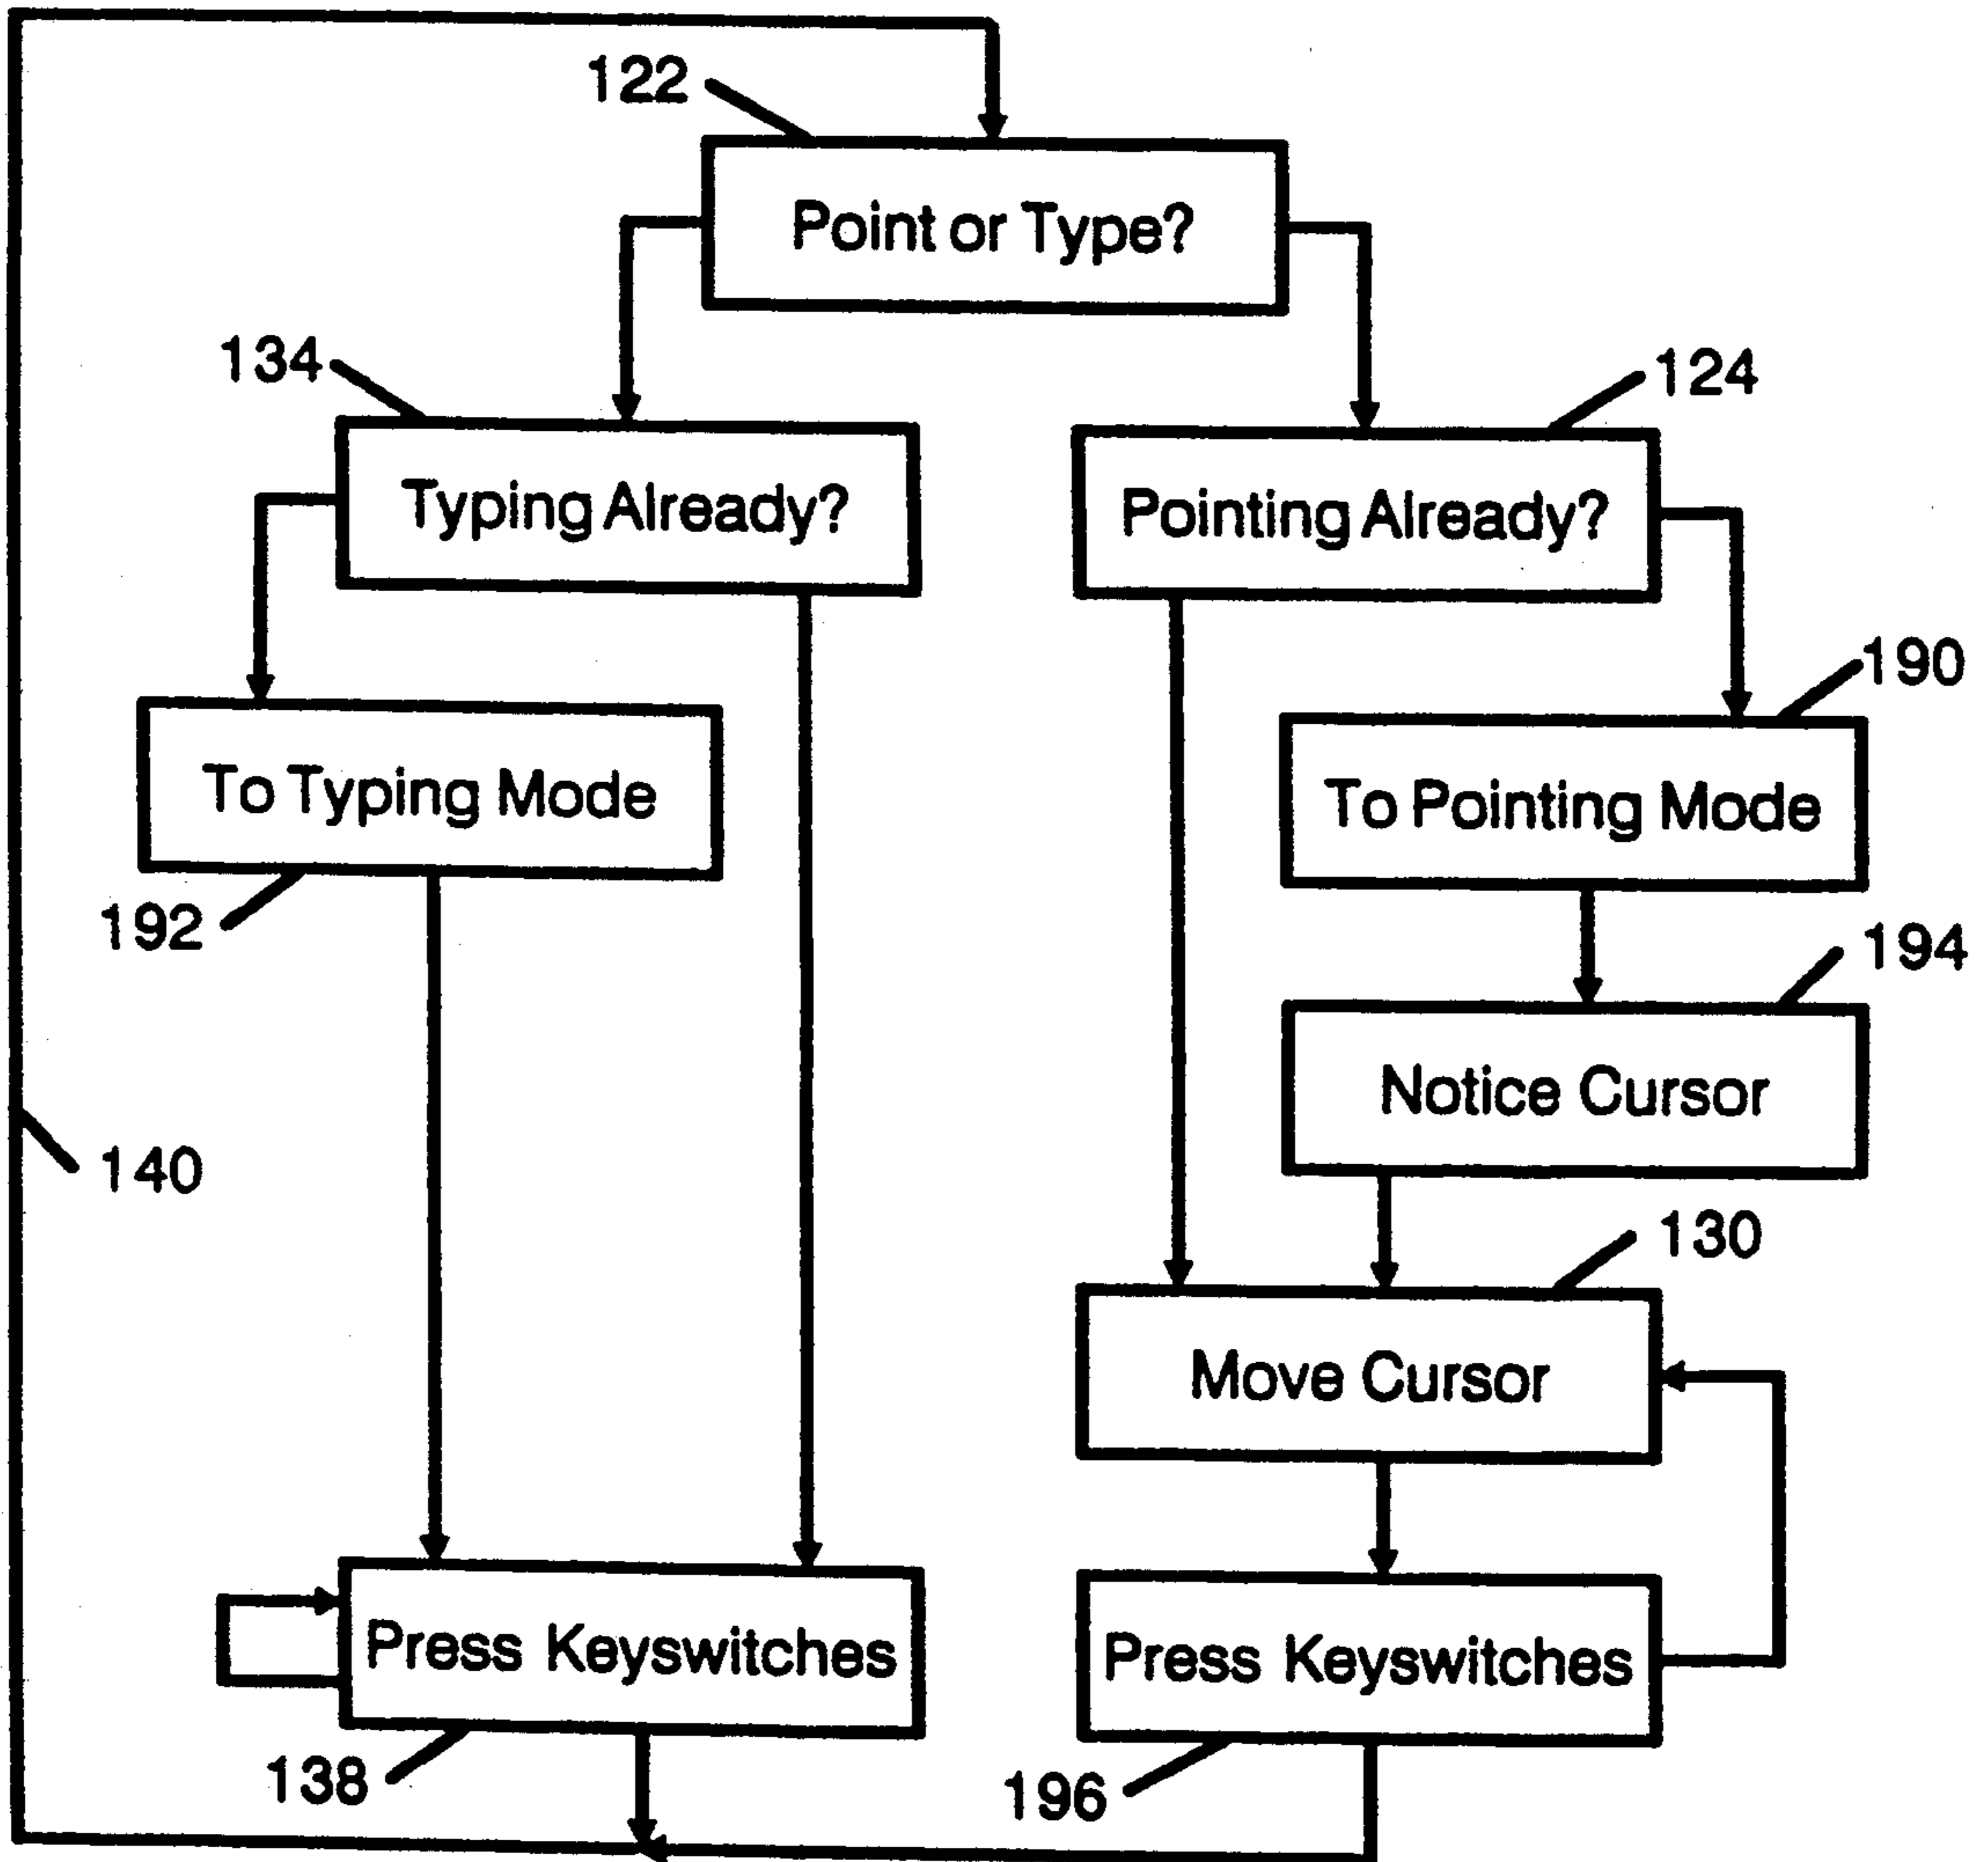 122
Point or Type?
134
124
Typing Already?
Pointing Already?
190
To Typing Mode
To Pointing Mode
192
194
Notice Cursor
140
130
Move Cursor
Press Keyswitches
Press Keyswitches
138
196